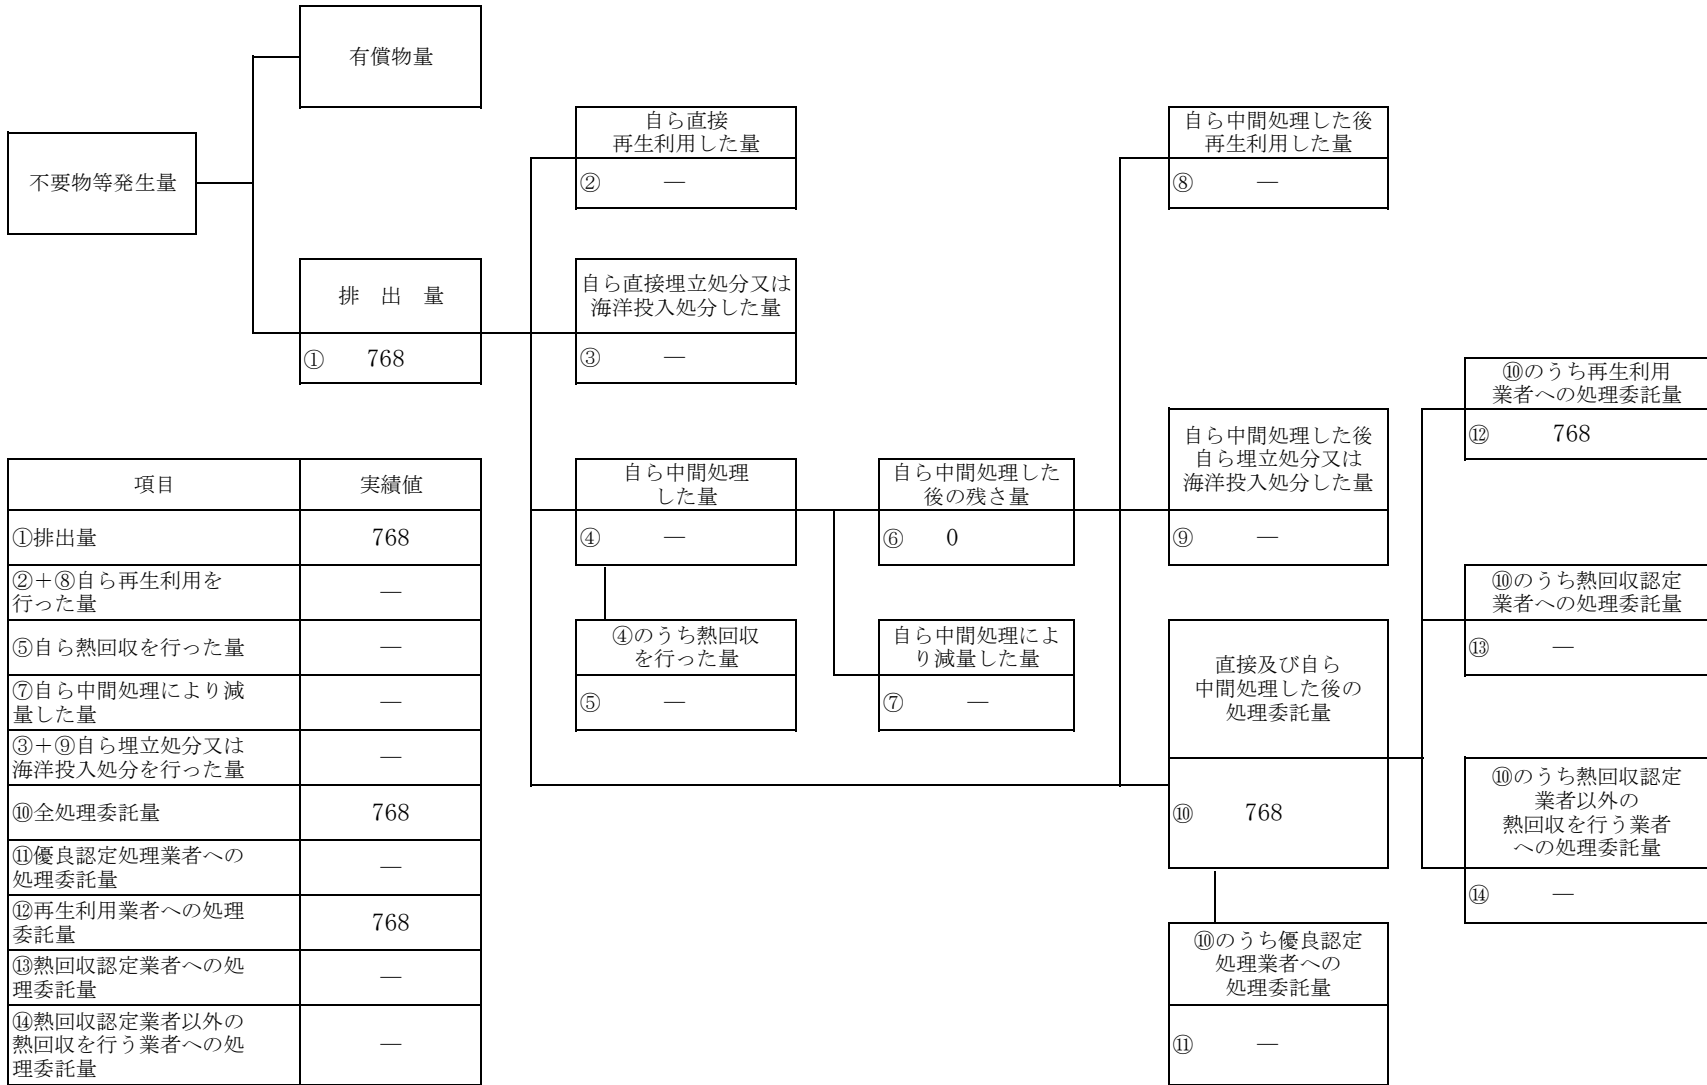 有償物量
不要物等発生量
排　出　量
① 768
自ら直接
再生利用した量
② ―
自ら直接埋立処分又は
海洋投入処分した量
③ ―
自ら中間処理
した量
④ ―
④のうち熱回収
を行った量
⑤ ―
自ら中間処理した
後の残さ量
⑥ 0
自ら中間処理によ
り減量した量
⑦ ―
自ら中間処理した後
再生利用した量
⑧ ―
自ら中間処理した後
自ら埋立処分又は
海洋投入処分した量
⑨ ―
直接及び自ら
中間処理した後の
処理委託量
⑩ 768
⑩のうち優良認定
処理業者への
処理委託量
⑪ ―
⑩のうち再生利用
業者への処理委託量
⑫ 768
⑩のうち熱回収認定
業者への処理委託量
⑬ ―
⑩のうち熱回収認定
業者以外の
熱回収を行う業者
への処理委託量
⑭ ―
項目 実績値
①排出量 768
②＋⑧自ら再生利用を
行った量 ―
⑤自ら熱回収を行った量 ―
⑦自ら中間処理により減
量した量 ―
③＋⑨自ら埋立処分又は
海洋投入処分を行った量 ―
⑩全処理委託量 768
⑪優良認定処理業者への
処理委託量 ―
⑫再生利用業者への処理
委託量 768
⑬熱回収認定業者への処
理委託量 ―
⑭熱回収認定業者以外の
熱回収を行う業者への処
理委託量 ―